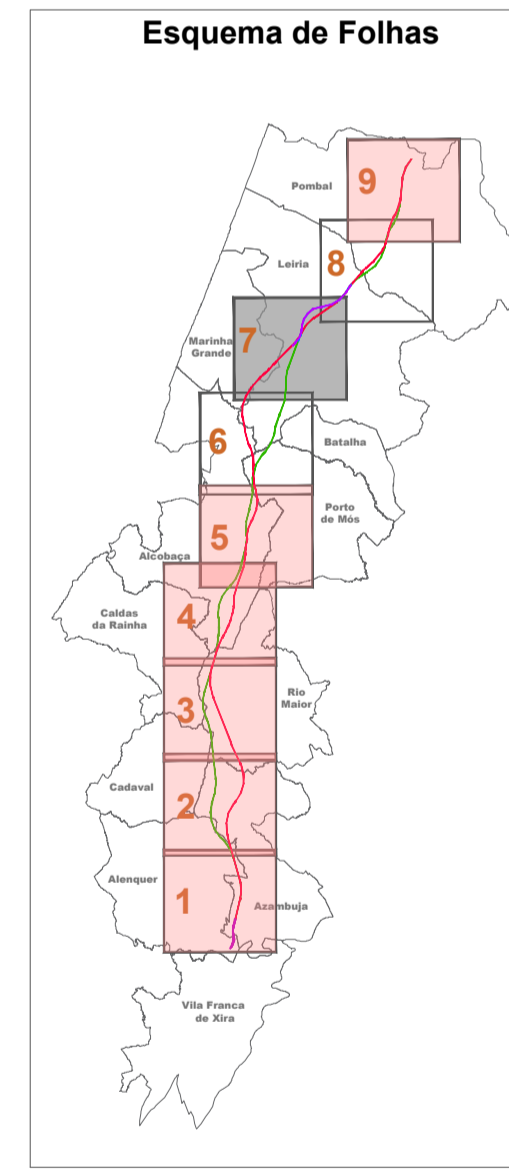 Esquema de Folhas
9
Pombal
8
Leiria
7
Marinha
Grande
6
Batalha
5
Porto
de Mós
Alcobaça
4
Caldas
da Rainha
3
Rio
Maior
2
Cadaval
1
Alenquer
Azambuja
Vila Franca
de Xira